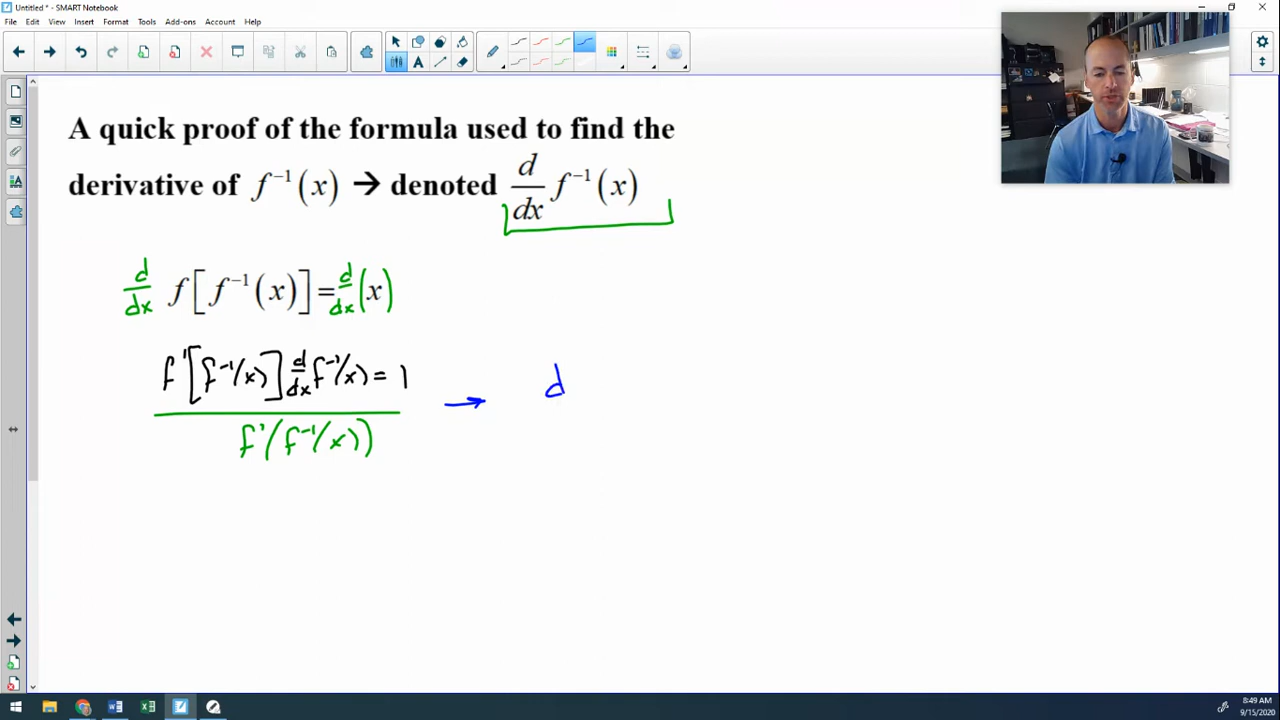 Untitled * - SMART Notebook
File Edit View Insert Format Tools Add-ons Account Help
A quick proof of the formula used to find the
derivative of f⁻¹(x) → denoted d/dx f⁻¹(x)
d/dx f[f⁻¹(x)] = d/dx (x)
f'[f⁻¹(x)] d/dx f⁻¹(x) = 1 → d
f'(f⁻¹(x))
8:49 AM
9/15/2020